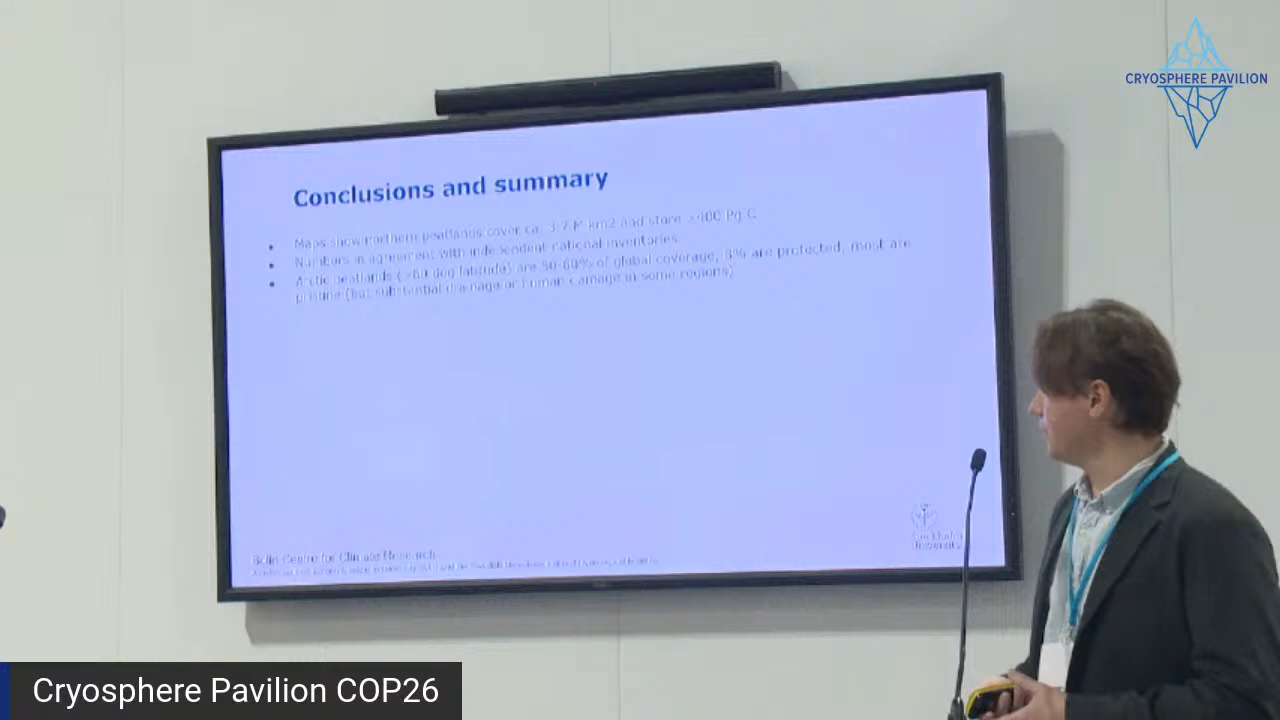 CRYOSPHERE PAVILION
Conclusions and summary
Maps show northern peatlands cover ca. 3.7 M km2 and store >400 Pg C
Numbers in agreement with independent national inventories.
Arctic peatlands (>60 deg latitude) are 50-60% of global coverage, 8% are protected, most are
pristine (but substantial drainage or human damage in some regions)
Bolin Centre for Climate Research
Stockholm
University
Cryosphere Pavilion COP26